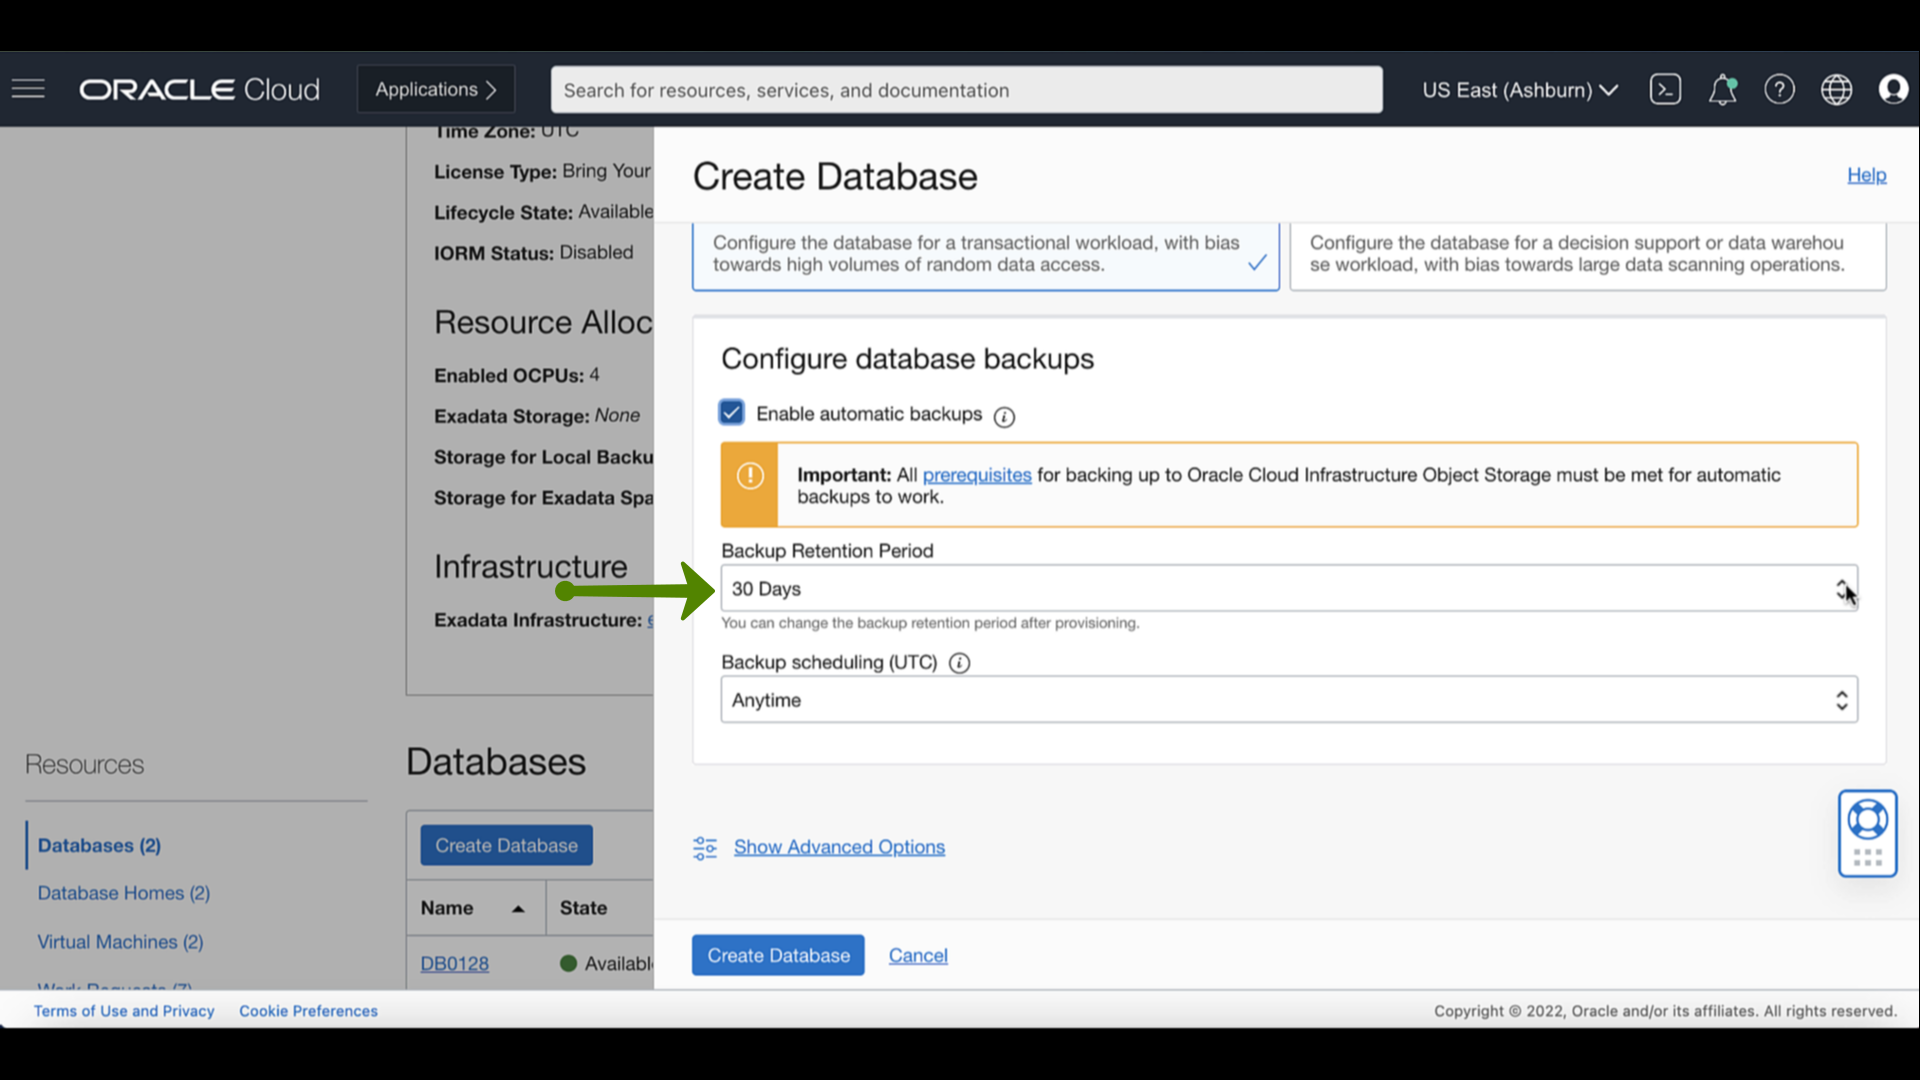 ORACLE Cloud
Applications
Search for resources, services, and documentation
US East (Ashburn)
Time Zone: UTC
License Type: Bring Your
Lifecycle State: Available
IORM Status: Disabled
Resource Alloc
Enabled OCPUs: 4
Exadata Storage: None
Storage for Local Backu
Storage for Exadata Spa
Infrastructure
Exadata Infrastructure: e
Resources
Databases (2)
Database Homes (2)
Virtual Machines (2)
Work Requests (7)
Databases
Create Database
Name State
DB0128 Availabl
Create Database
Help
Configure the database for a transactional workload, with bias
towards high volumes of random data access.
Configure the database for a decision support or data warehou
se workload, with bias towards large data scanning operations.
Configure database backups
Enable automatic backups
Important: All prerequisites for backing up to Oracle Cloud Infrastructure Object Storage must be met for automatic
backups to work.
Backup Retention Period
30 Days
You can change the backup retention period after provisioning.
Backup scheduling (UTC)
Anytime
Show Advanced Options
Create Database
Cancel
Terms of Use and Privacy
Cookie Preferences
Copyright © 2022, Oracle and/or its affiliates. All rights reserved.